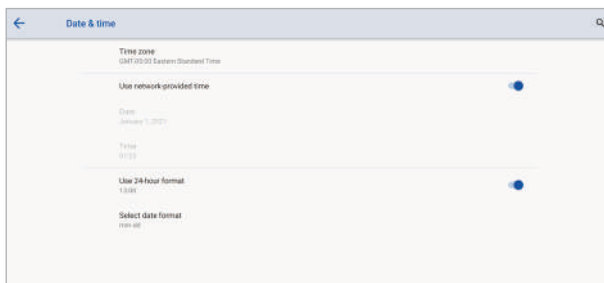 Date & time
Time zone
GMT-05:00 Eastern Standard Time
Use network-provided time
Date
January 1, 2021
Time
Use 24-hour format
13:00
Select date format